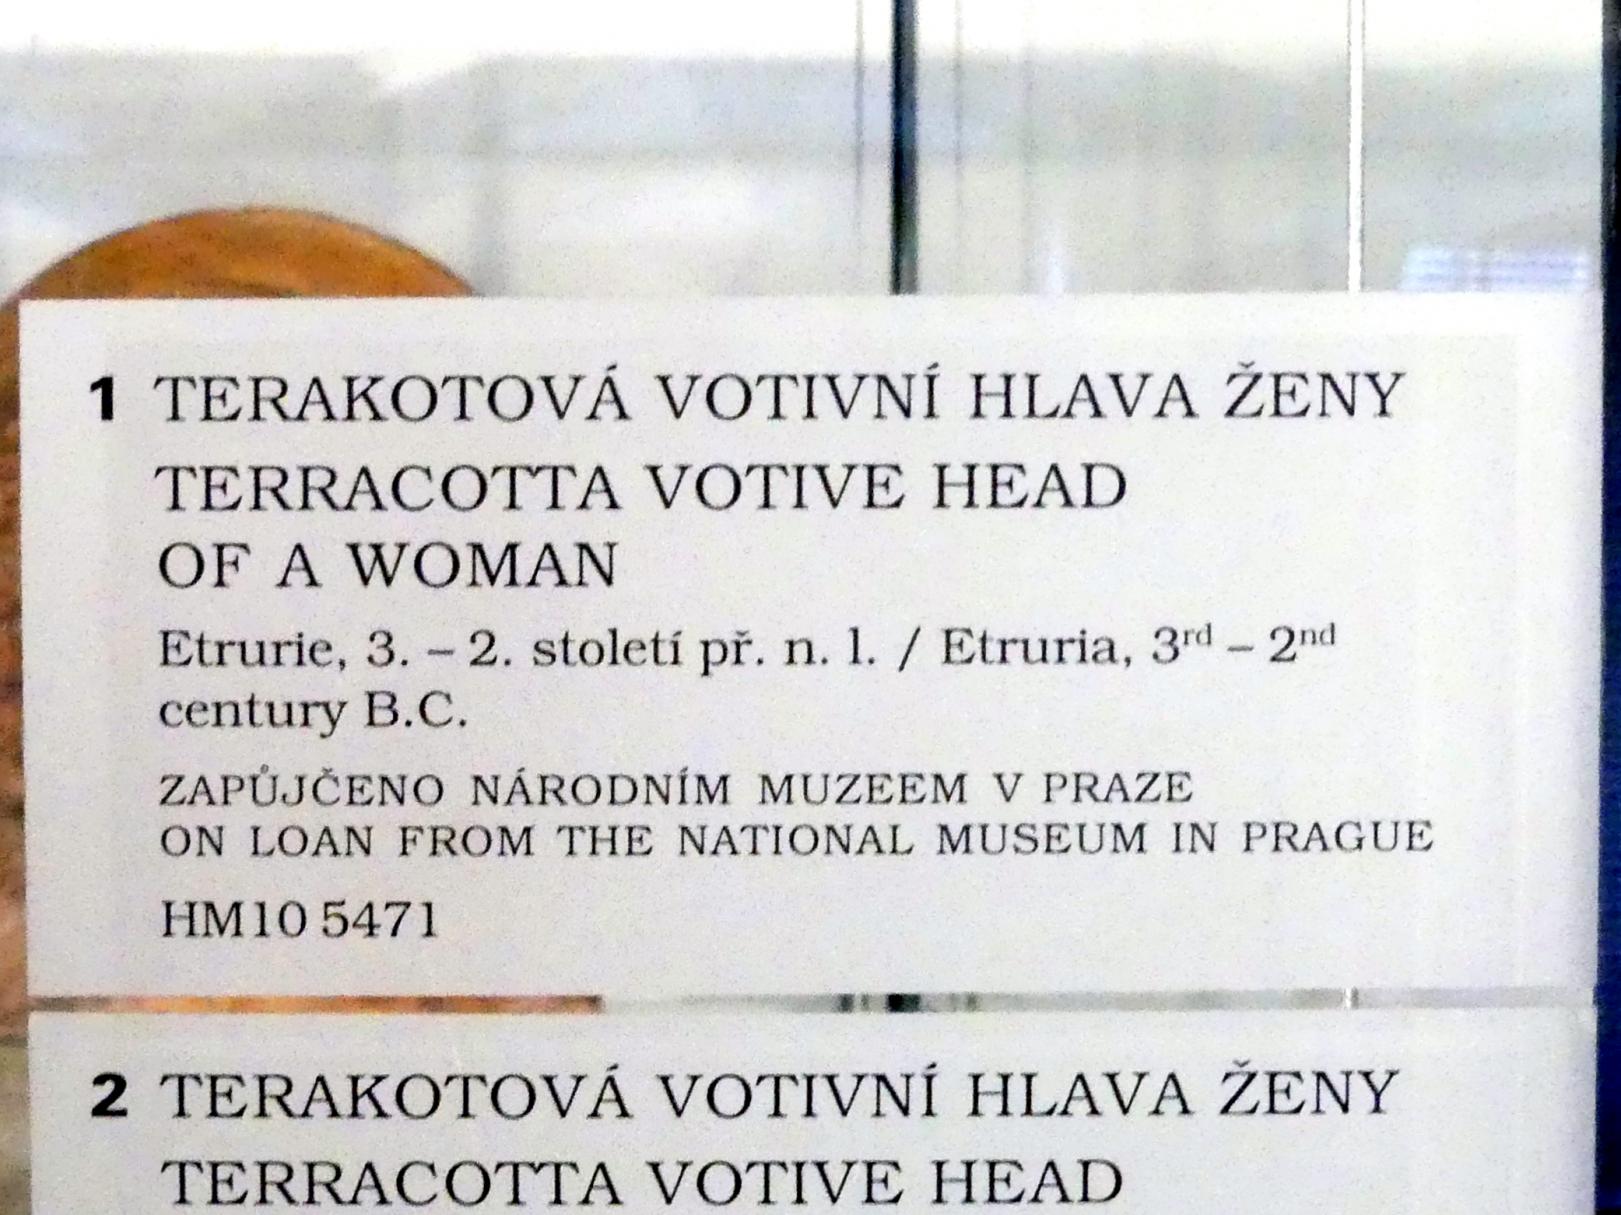 1 TERAKOTOVÁ VOTIVNÍ HLAVA ŽENY
TERRACOTTA VOTIVE HEAD
OF A WOMAN
Etrurie, 3. – 2. století př. n. l. / Etruria, 3rd – 2nd
century B.C.
ZAPŮJČENO NÁRODNÍM MUZEEM V PRAZE
ON LOAN FROM THE NATIONAL MUSEUM IN PRAGUE
HM10 5471
2 TERAKOTOVÁ VOTIVNÍ HLAVA ŽENY
TERRACOTTA VOTIVE HEAD